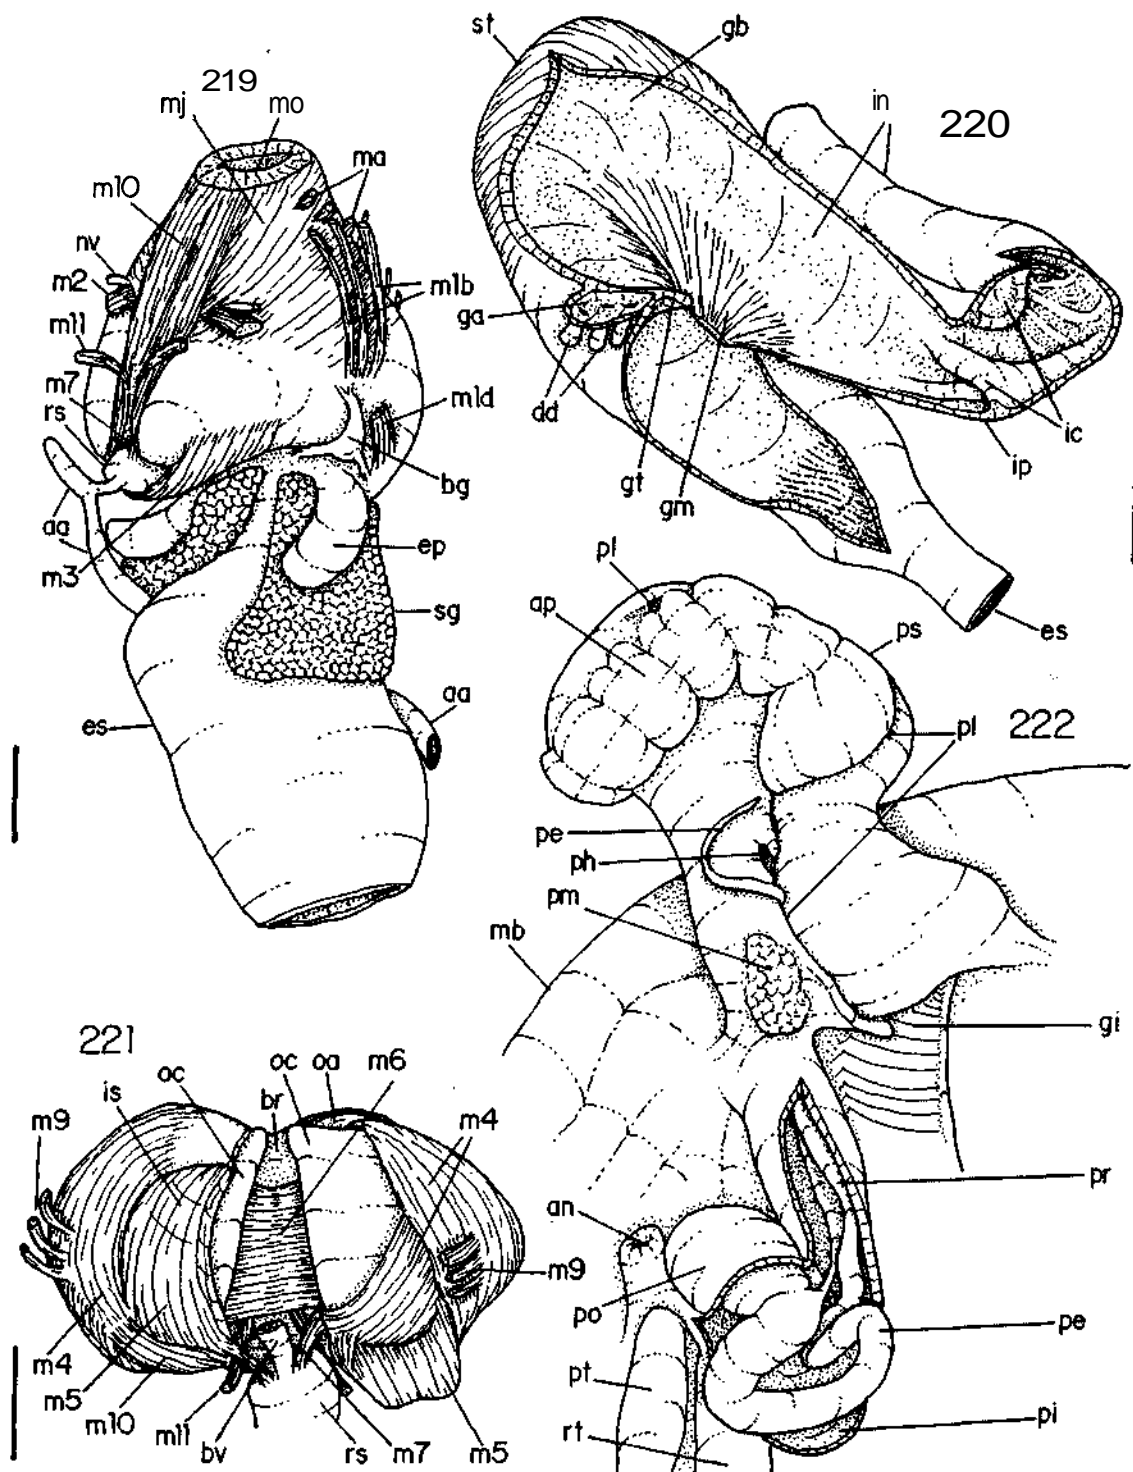 219
mj
mo
ma
m10
nv
m2
m1b
m11
m7
rs
m1d
bg
aa
ep
m3
sg
es
aa
st
gb
in
220
ga
dd
gt
gm
ip
ic
es
pl
ap
ps
pl
222
pe
ph
pm
mb
gi
pr
an
po
pe
pt
rt
pi
221
is
oc
br
oc
oa
m6
m9
m4
m9
m4
m5
m10
m11
bv
rs
m7
m5